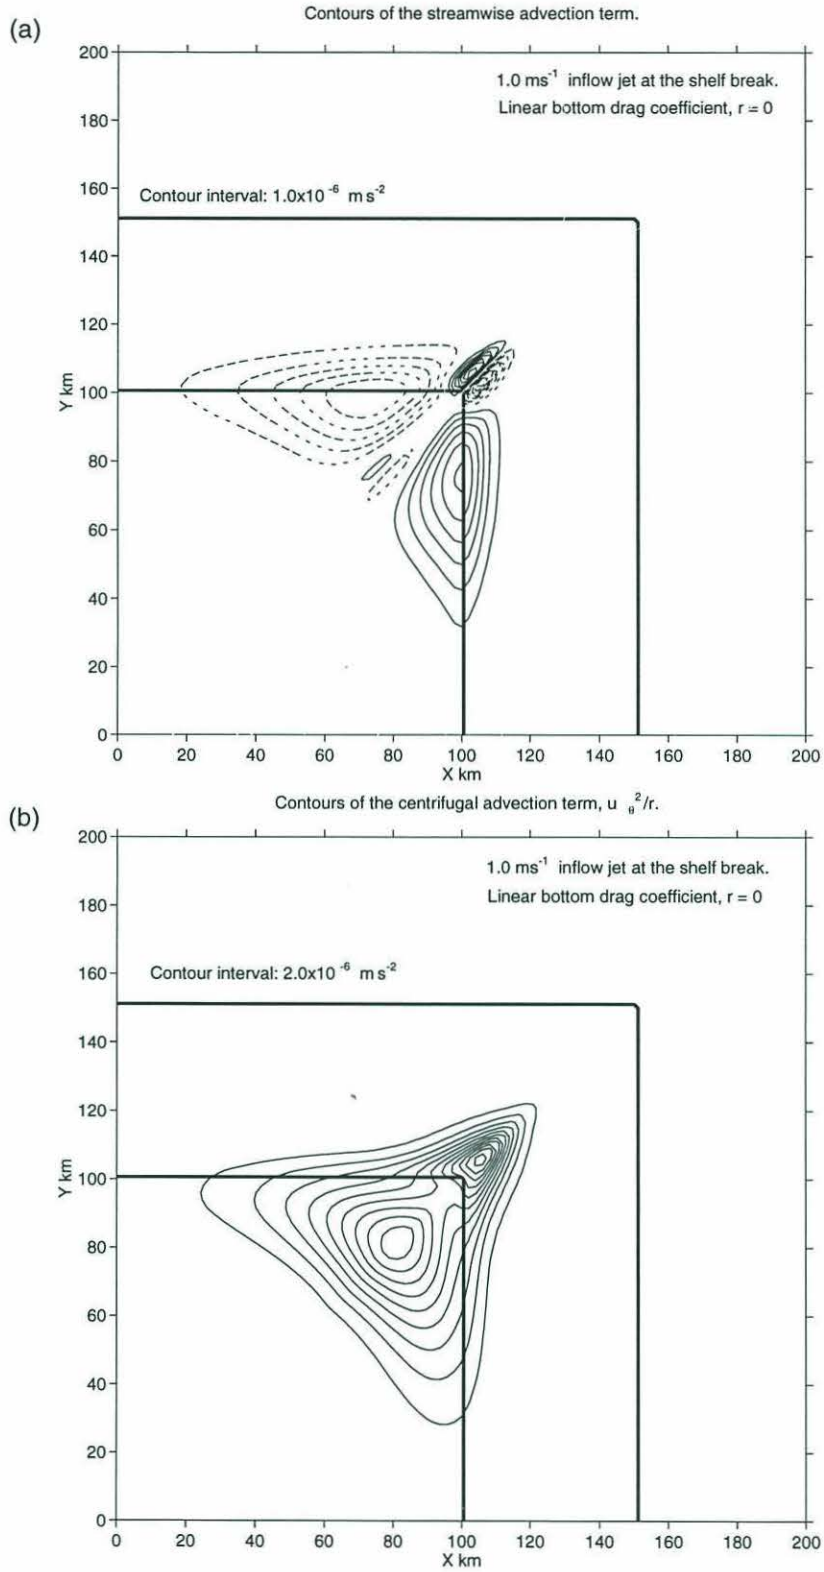 (a)
Contours of the streamwise advection term.
200
1.0 ms-1 inflow jet at the shelf break.
180
Linear bottom drag coefficient, r = 0
160
Contour interval: 1.0x10 -6 m s-2
140
120
Y km
100
80
60
40
20
0
0 20 40 60 80 100 120 140 160 180 200
X km
(b)
Contours of the centrifugal advection term, u θ2/r.
200
1.0 ms-1 inflow jet at the shelf break.
180
Linear bottom drag coefficient, r = 0
160
Contour interval: 2.0x10 -6 m s-2
140
120
Y km
100
80
60
40
20
0
0 20 40 60 80 100 120 140 160 180 200
X km